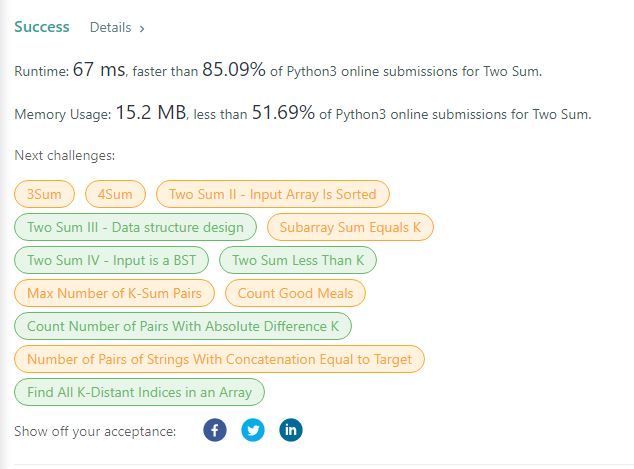 Success Details >
Runtime: 67 ms, faster than 85.09% of Python3 online submissions for Two Sum.
Memory Usage: 15.2 MB, less than 51.69% of Python3 online submissions for Two Sum.
Next challenges:
3Sum 4Sum Two Sum II - Input Array Is Sorted
Two Sum III - Data structure design Subarray Sum Equals K
Two Sum IV - Input is a BST Two Sum Less Than K
Max Number of K-Sum Pairs Count Good Meals
Count Number of Pairs With Absolute Difference K
Number of Pairs of Strings With Concatenation Equal to Target
Find All K-Distant Indices in an Array
Show off your acceptance: f in